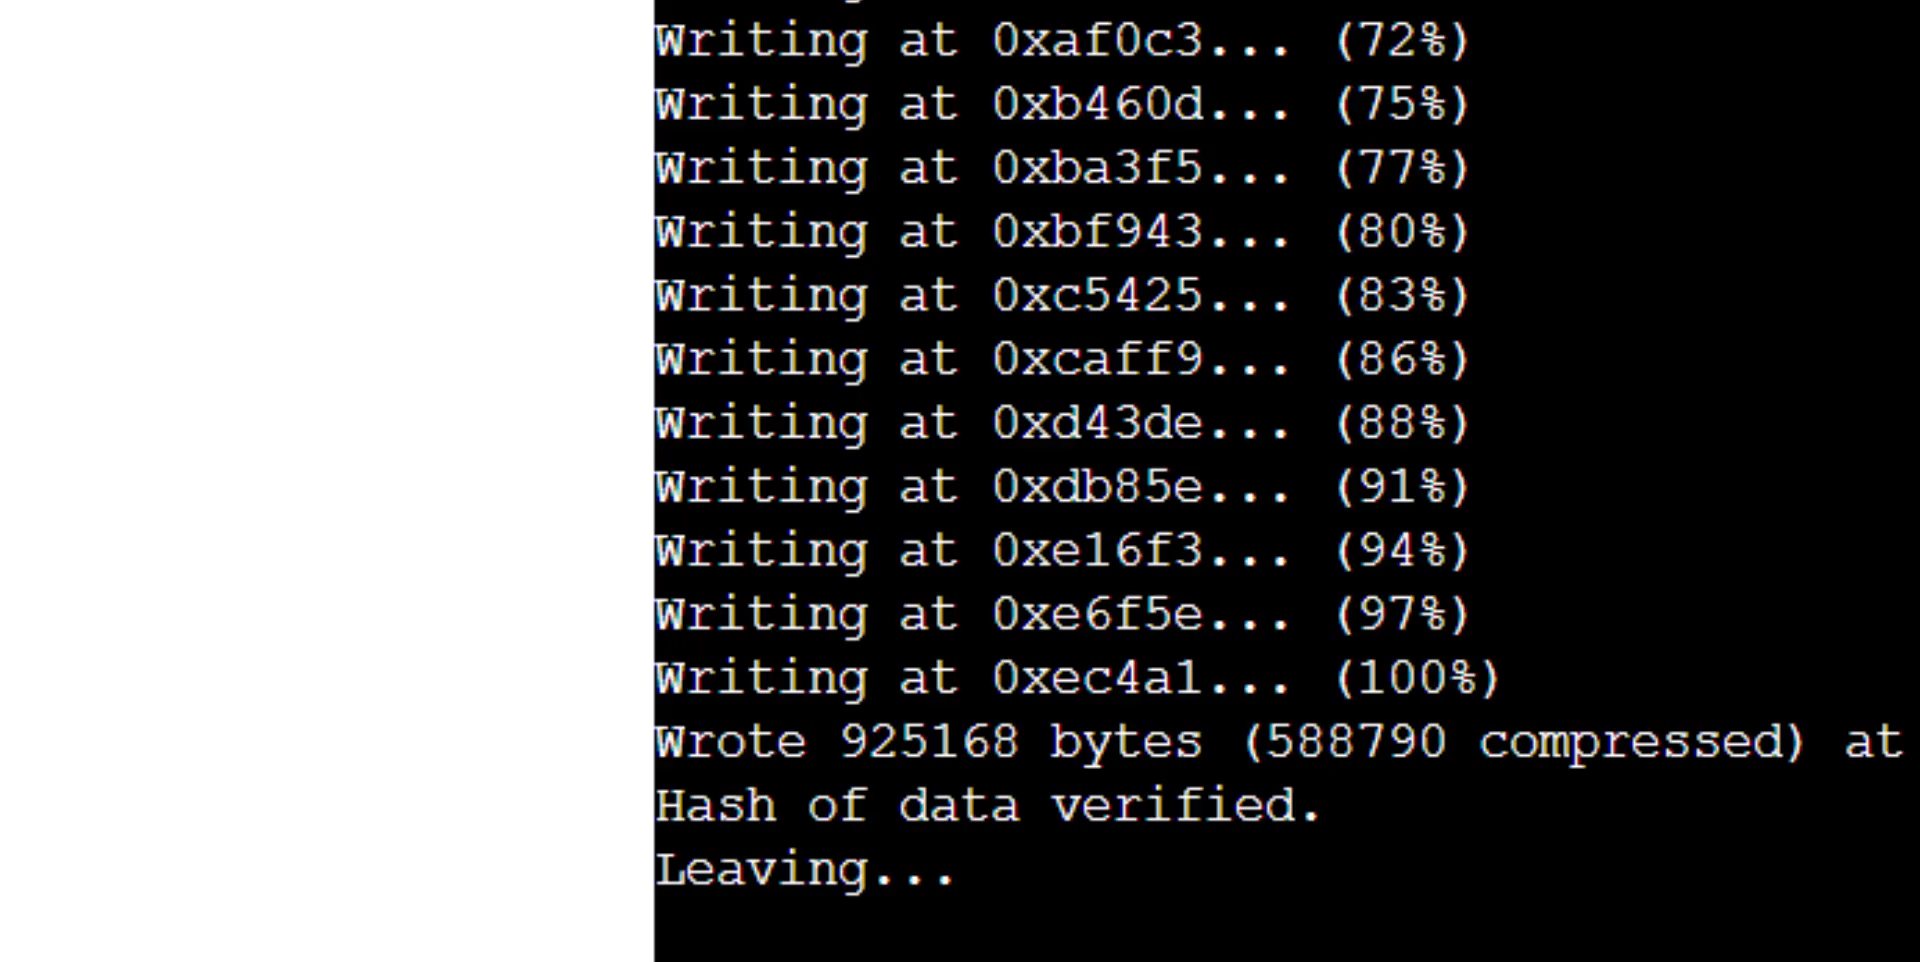 Writing at 0xaf0c3... (72%)
Writing at 0xb460d... (75%)
Writing at 0xba3f5... (77%)
Writing at 0xbf943... (80%)
Writing at 0xc5425... (83%)
Writing at 0xcaff9... (86%)
Writing at 0xd43de... (88%)
Writing at 0xdb85e... (91%)
Writing at 0xe16f3... (94%)
Writing at 0xe6f5e... (97%)
Writing at 0xec4a1... (100%)
Wrote 925168 bytes (588790 compressed) at
Hash of data verified.
Leaving...